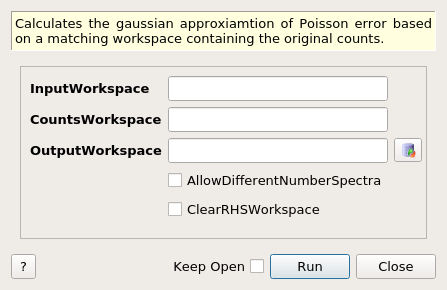 Calculates the gaussian approxiamtion of Poisson error based
on a matching workspace containing the original counts.
InputWorkspace
CountsWorkspace
OutputWorkspace
AllowDifferentNumberSpectra
ClearRHSWorkspace
? Keep Open Run Close